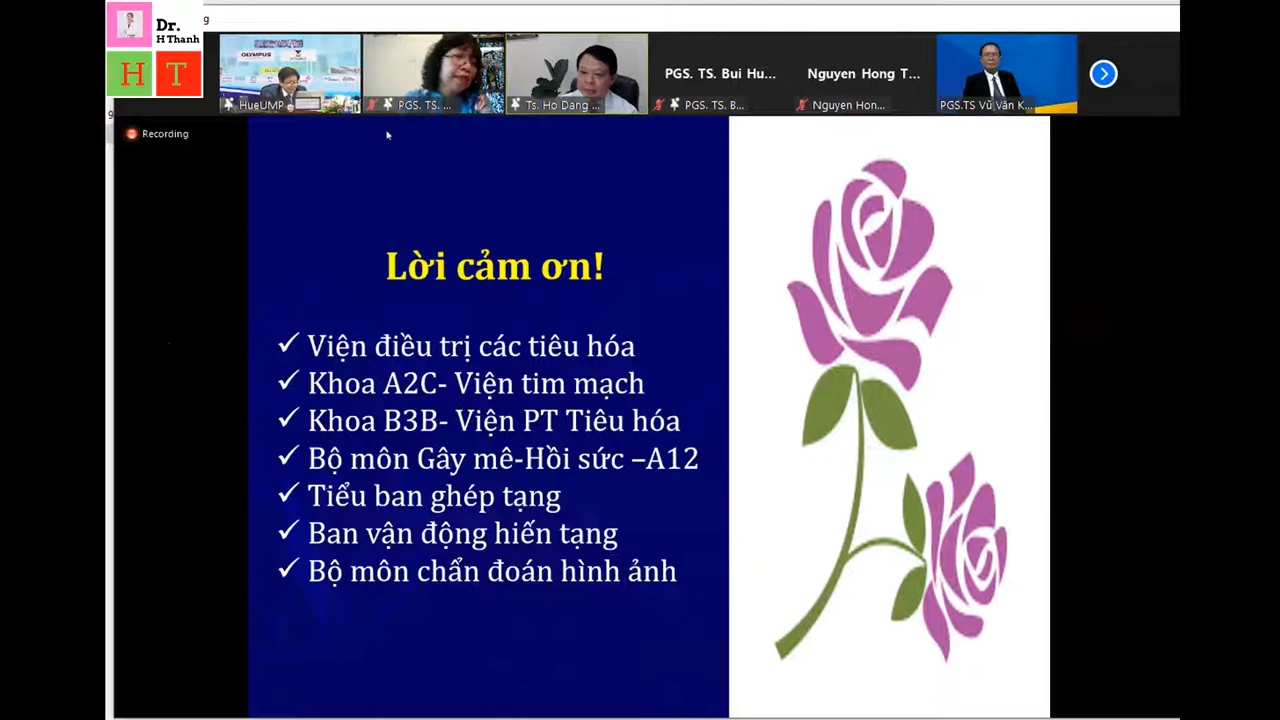 Dr.
H Thanh
H T
g
OLYMPUS
HueUMP
PGS. TS. ...
Ts. Ho Dang ...
PGS. TS. Bui Hu...
PGS. TS. B...
Nguyen Hong T...
Nguyen Hon...
PGS.TS Vũ Văn K...
9
Recording
Lời cảm ơn!
✓ Viện điều trị các tiêu hóa
✓ Khoa A2C- Viện tim mạch
✓ Khoa B3B- Viện PT Tiêu hóa
✓ Bộ môn Gây mê-Hồi sức –A12
✓ Tiểu ban ghép tạng
✓ Ban vận động hiến tạng
✓ Bộ môn chẩn đoán hình ảnh